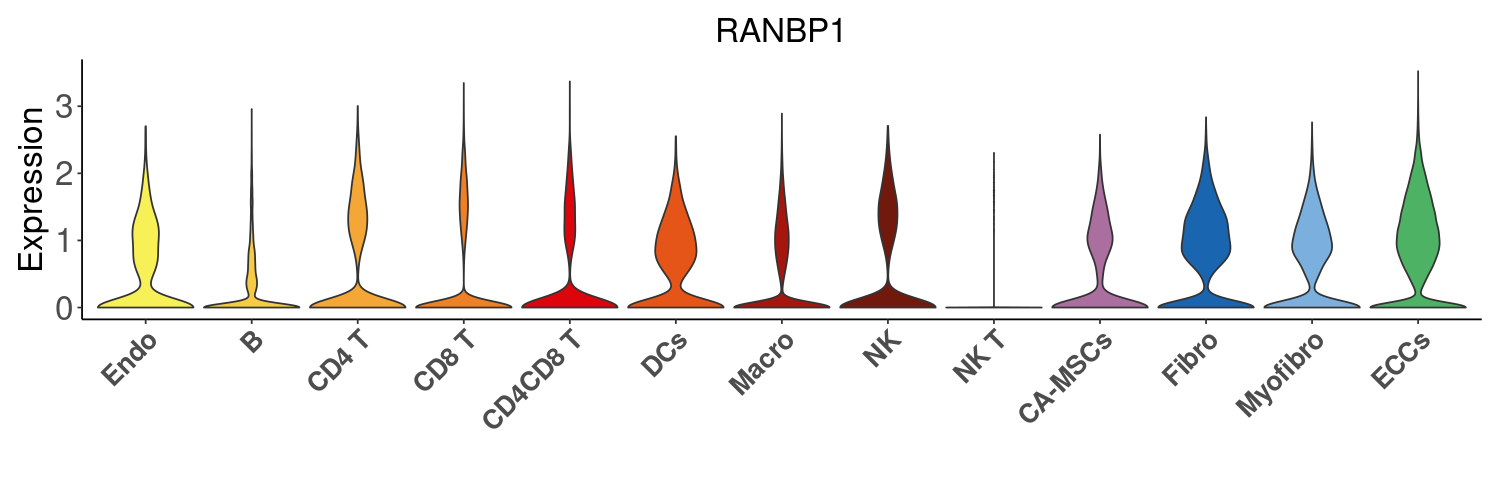 RANBP1
Expression
3
2
1
0
Endo
B
CD4 T
CD8 T
CD4CD8 T
DCs
Macro
NK
NK T
CA-MSCs
Fibro
Myofibro
ECCs